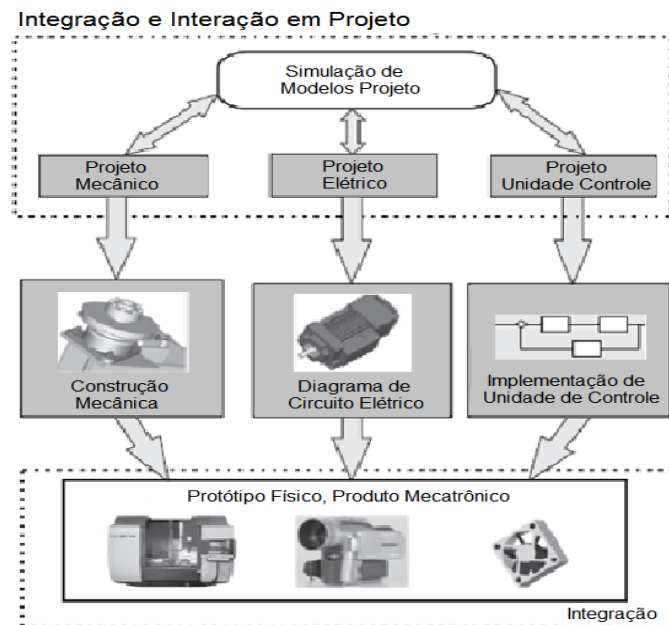 Integração e Interação em Projeto
Simulação de
Modelos Projeto
Projeto
Mecânico
Projeto
Elétrico
Projeto
Unidade Controle
Construção
Mecânica
Diagrama de
Circuito Elétrico
Implementação de
Unidade de Controle
Protótipo Físico, Produto Mecatrônico
Integração